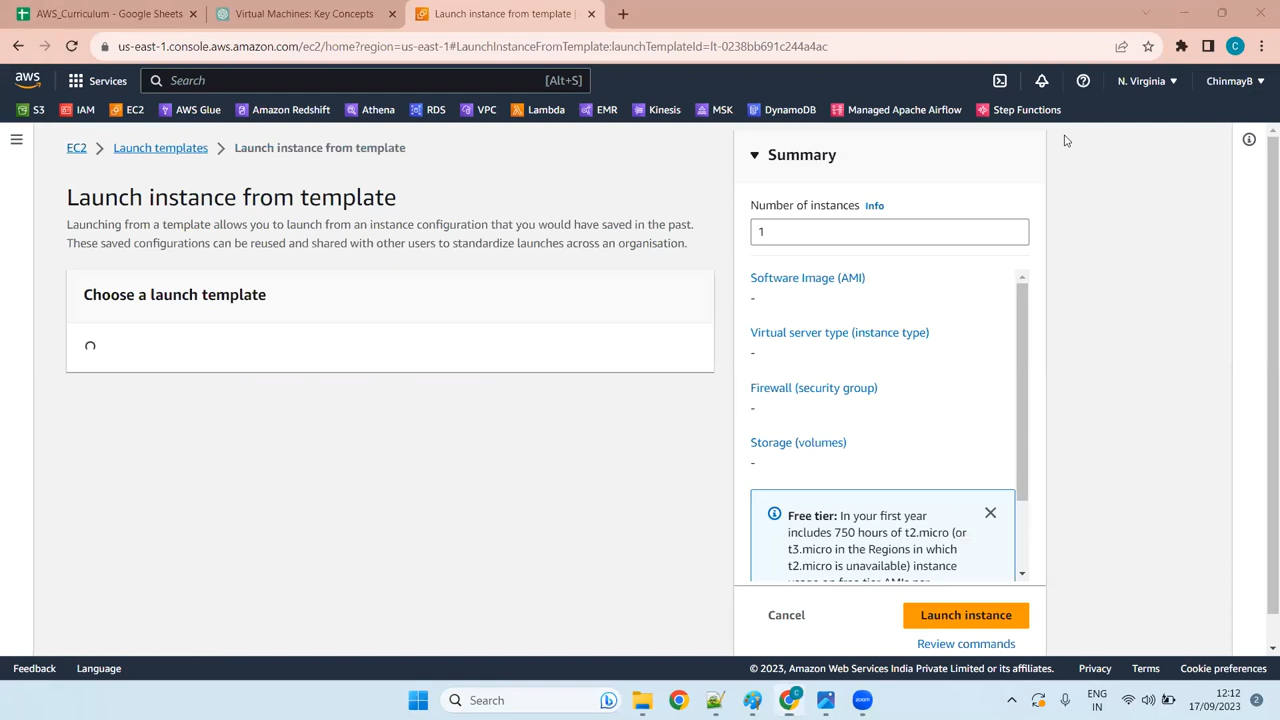 AWS_Curriculum - Google Sheets
Virtual Machines: Key Concepts
Launch instance from template |
us-east-1.console.aws.amazon.com/ec2/home?region=us-east-1#LaunchInstanceFromTemplate:launchTemplateId=lt-0238bb691c244a4ac
C
aws
Services
Search
[Alt+S]
N. Virginia
ChinmayB
S3
IAM
EC2
AWS Glue
Amazon Redshift
Athena
RDS
VPC
Lambda
EMR
Kinesis
MSK
DynamoDB
Managed Apache Airflow
Step Functions
EC2
Launch templates
Launch instance from template
Launch instance from template
Launching from a template allows you to launch from an instance configuration that you would have saved in the past.
These saved configurations can be reused and shared with other users to standardize launches across an organisation.
Choose a launch template
Summary
Number of instances Info
1
Software Image (AMI)
-
Virtual server type (instance type)
-
Firewall (security group)
-
Storage (volumes)
-
Free tier: In your first year
includes 750 hours of t2.micro (or
t3.micro in the Regions in which
t2.micro is unavailable) instance
usage on free tier AMIs per
Cancel
Launch instance
Review commands
Feedback
Language
© 2023, Amazon Web Services India Private Limited or its affiliates.
Privacy
Terms
Cookie preferences
Search
C
zoom
ENG
IN
12:12
17/09/2023
2